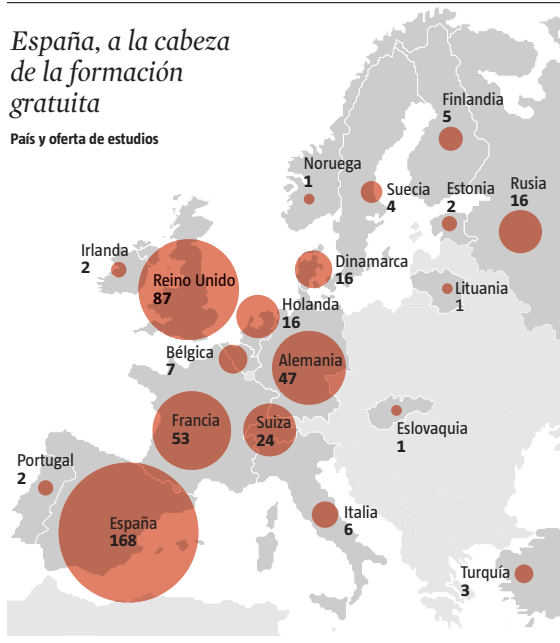 España, a la cabeza
de la formación
gratuita
País y oferta de estudios
Finlandia
5
Noruega
1
Suecia
4
Estonia
2
Rusia
16
Irlanda
2
Reino Unido
87
Dinamarca
16
Lituania
1
Holanda
16
Bélgica
7
Alemania
47
Francia
53
Suiza
24
Eslovaquia
1
Portugal
2
España
168
Italia
6
Turquía
3